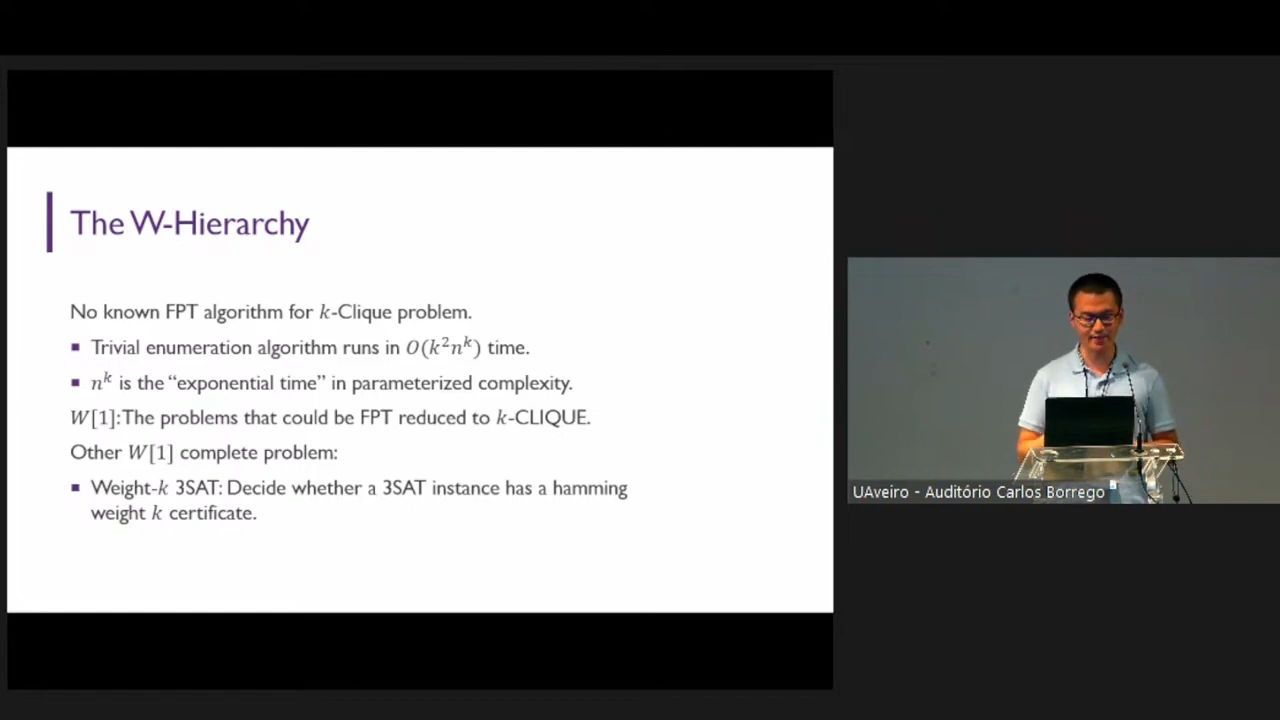 The W-Hierarchy
No known FPT algorithm for k-Clique problem.
▪ Trivial enumeration algorithm runs in O(k²nᵏ) time.
▪ nᵏ is the “exponential time” in parameterized complexity.
W[1]: The problems that could be FPT reduced to k-CLIQUE.
Other W[1] complete problem:
▪ Weight-k 3SAT: Decide whether a 3SAT instance has a hamming
weight k certificate.
UAveiro - Auditório Carlos Borrego